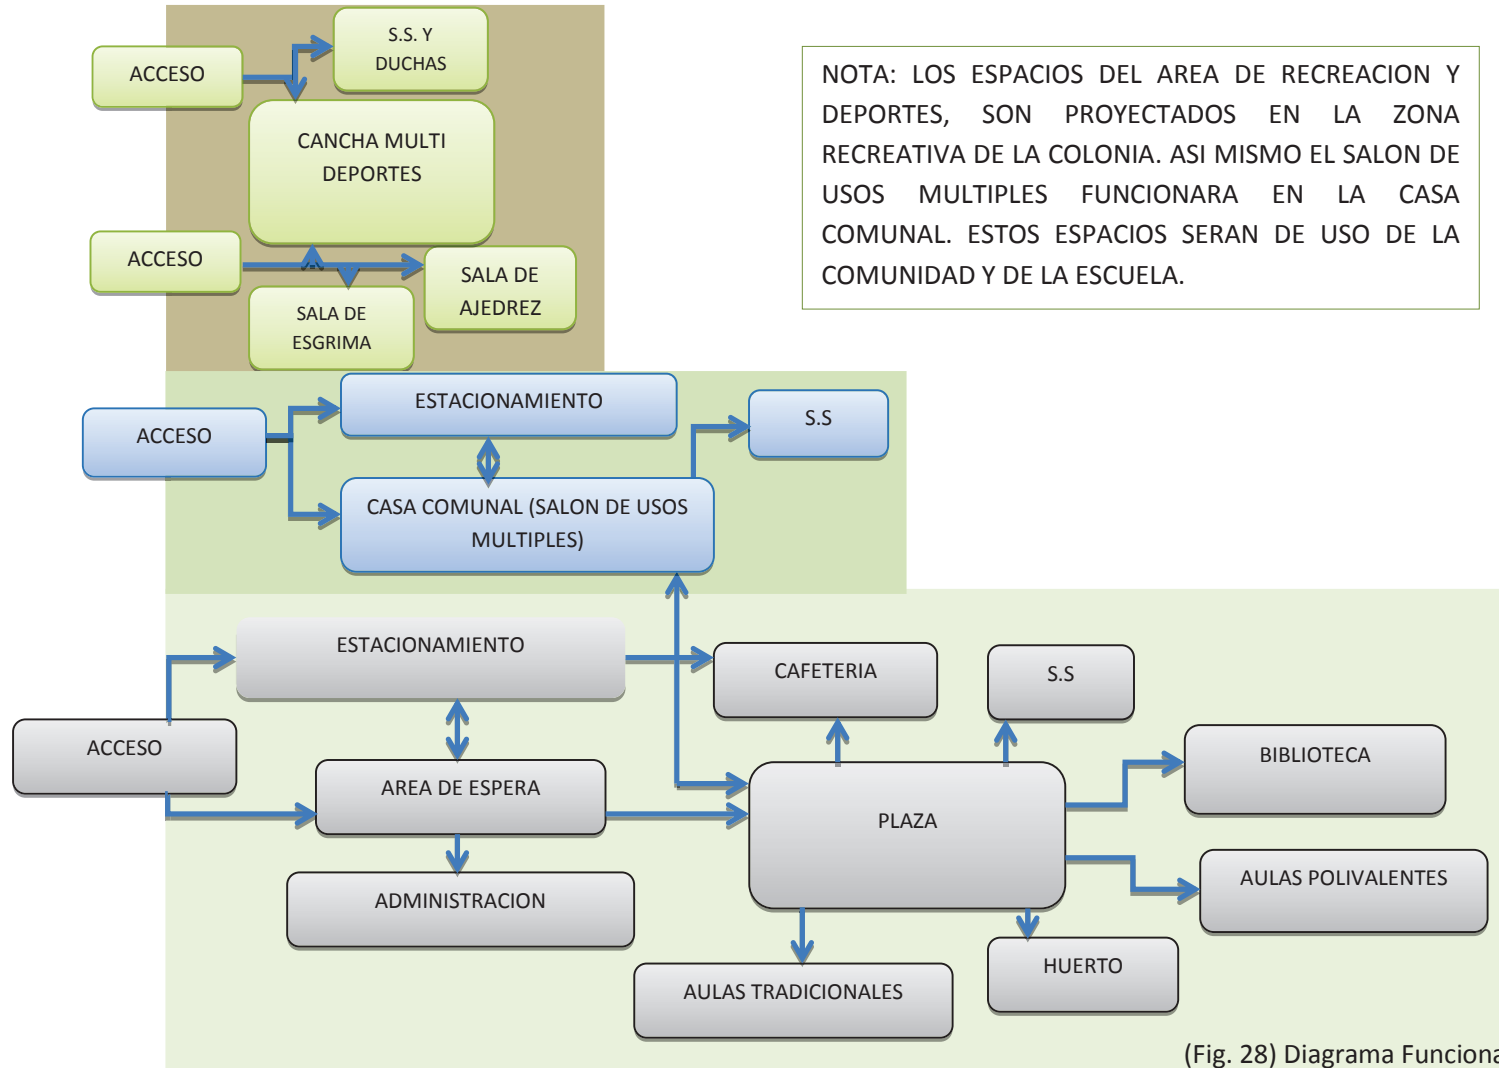 S.S. Y
DUCHAS
ACCESO
CANCHA MULTI
DEPORTES
ACCESO
SALA DE
AJEDREZ
SALA DE
ESGRIMA
NOTA: LOS ESPACIOS DEL AREA DE RECREACION Y
DEPORTES, SON PROYECTADOS EN LA ZONA
RECREATIVA DE LA COLONIA. ASI MISMO EL SALON DE
USOS MULTIPLES FUNCIONARA EN LA CASA
COMUNAL. ESTOS ESPACIOS SERAN DE USO DE LA
COMUNIDAD Y DE LA ESCUELA.
ESTACIONAMIENTO
S.S
ACCESO
CASA COMUNAL (SALON DE USOS
MULTIPLES)
ESTACIONAMIENTO
CAFETERIA
S.S
ACCESO
BIBLIOTECA
AREA DE ESPERA
PLAZA
AULAS POLIVALENTES
ADMINISTRACION
HUERTO
AULAS TRADICIONALES
(Fig. 28) Diagrama Funciona